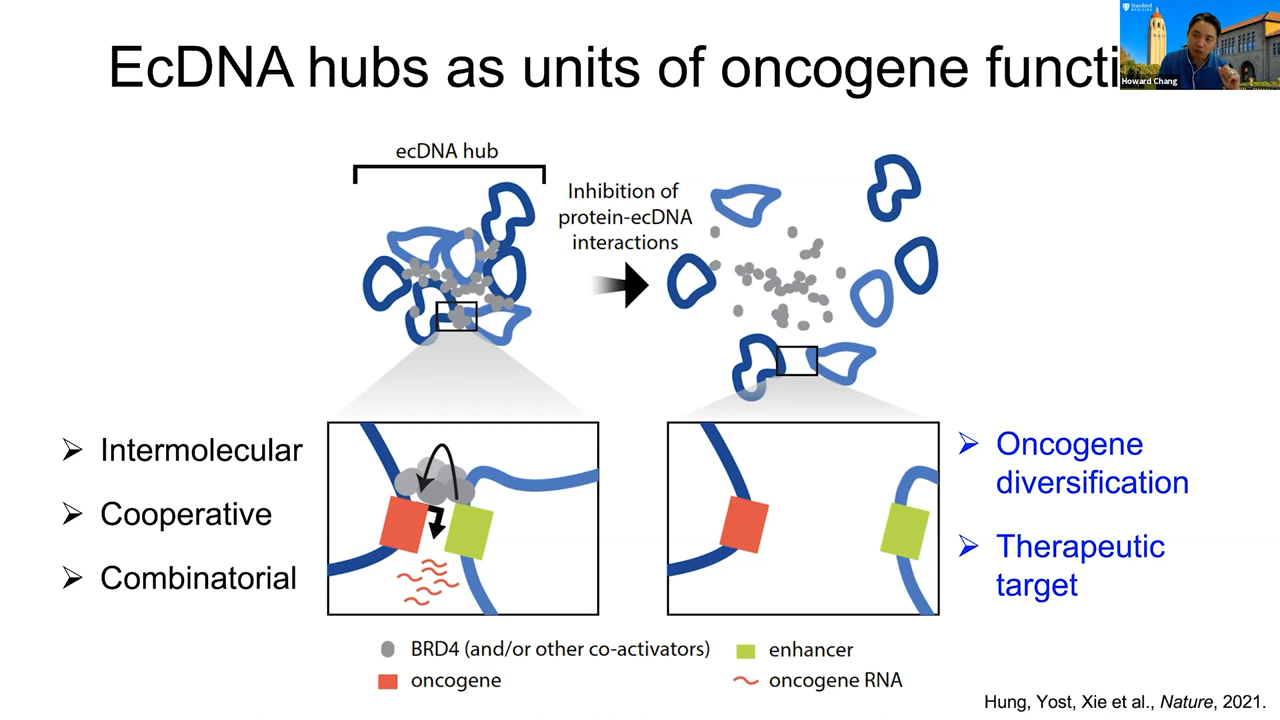 EcDNA hubs as units of oncogene functi
Stanford
MEDICINE
Howard Chang
ecDNA hub
Inhibition of
protein-ecDNA
interactions
➢ Intermolecular
➢ Cooperative
➢ Combinatorial
➢ Oncogene
diversification
➢ Therapeutic
target
BRD4 (and/or other co-activators)
enhancer
oncogene
oncogene RNA
Hung, Yost, Xie et al., Nature, 2021.